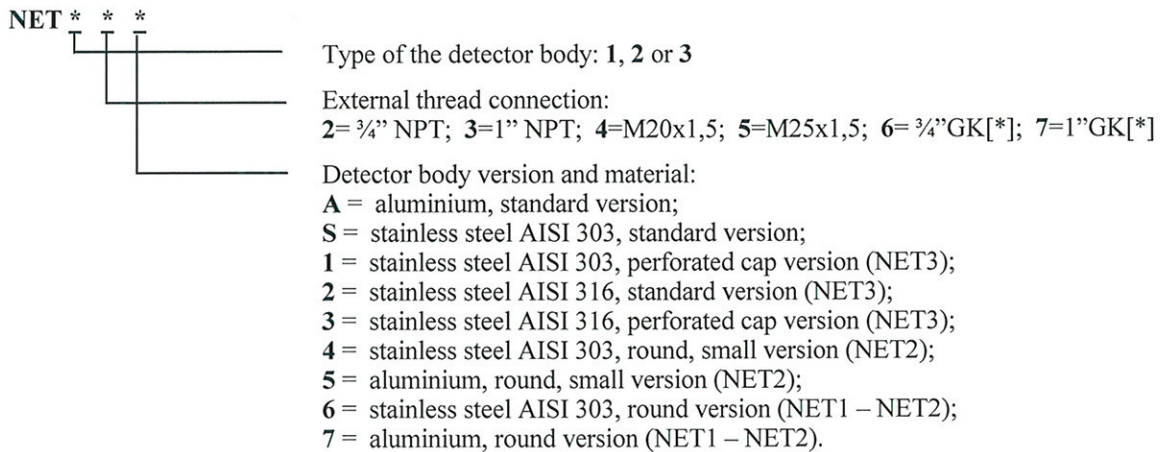 NET * * *
Type of the detector body: 1, 2 or 3
External thread connection:
2= ¾” NPT; 3=1” NPT; 4=M20x1,5; 5=M25x1,5; 6= ¾”GK[*]; 7=1”GK[*]
Detector body version and material:
A = aluminium, standard version;
S = stainless steel AISI 303, standard version;
1 = stainless steel AISI 303, perforated cap version (NET3);
2 = stainless steel AISI 316, standard version (NET3);
3 = stainless steel AISI 316, perforated cap version (NET3);
4 = stainless steel AISI 303, round, small version (NET2);
5 = aluminium, round, small version (NET2);
6 = stainless steel AISI 303, round version (NET1 – NET2);
7 = aluminium, round version (NET1 – NET2).